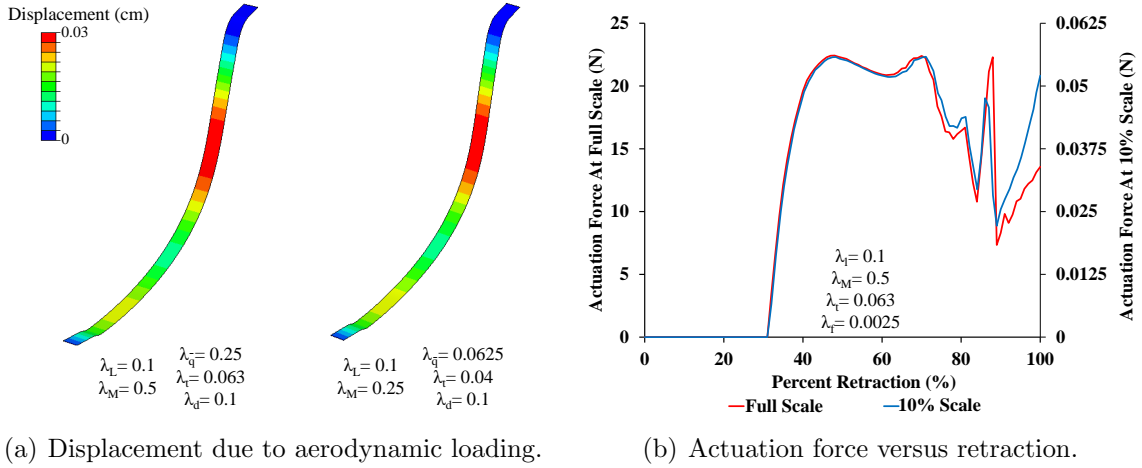 Displacement (cm)
0.03
0
λL= 0.1
λM= 0.5
λq̄= 0.25
λt= 0.063
λd= 0.1
λL= 0.1
λM= 0.25
λq̄= 0.0625
λt= 0.04
λd= 0.1
(a) Displacement due to aerodynamic loading.
Actuation Force At Full Scale (N)
25
20
15
10
5
0
0.0625
0.05
0.0375
0.025
0.0125
0
Actuation Force At 10% Scale (N)
λl= 0.1
λM= 0.5
λt= 0.063
λf= 0.0025
0 20 40 60 80 100
Percent Retraction (%)
Full Scale 10% Scale
(b) Actuation force versus retraction.